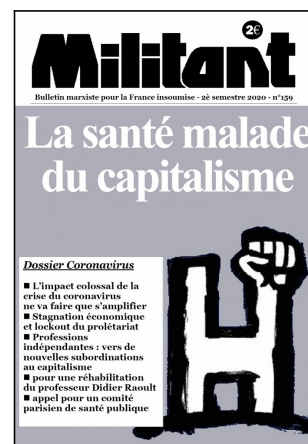 2€
Militant
Bulletin marxiste pour la France insoumise - 2è semestre 2020 - n°159
La santé malade
du capitalisme
Dossier Coronavirus
■ L'impact colossal de la
crise du coronavirus
ne va faire que s'amplifier
■ Stagnation économique
et lockout du prolétariat
■ Professions
indépendantes : vers de
nouvelles subordinations
au capitalisme
■ pour une réhabilitation
du professeur Didier Raoult
■ appel pour un comité
parisien de santé publique
H